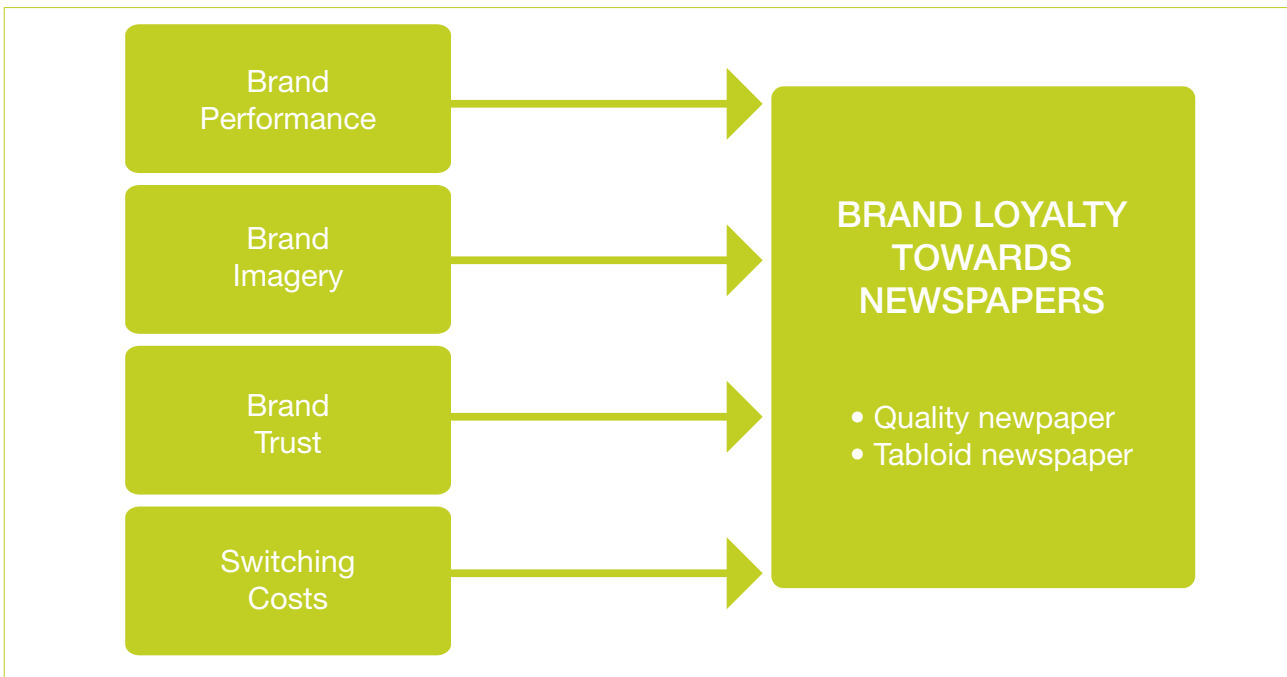 Brand
Performance
Brand
Imagery
Brand
Trust
Switching
Costs
BRAND LOYALTY
TOWARDS
NEWSPAPERS
• Quality newpaper
• Tabloid newspaper